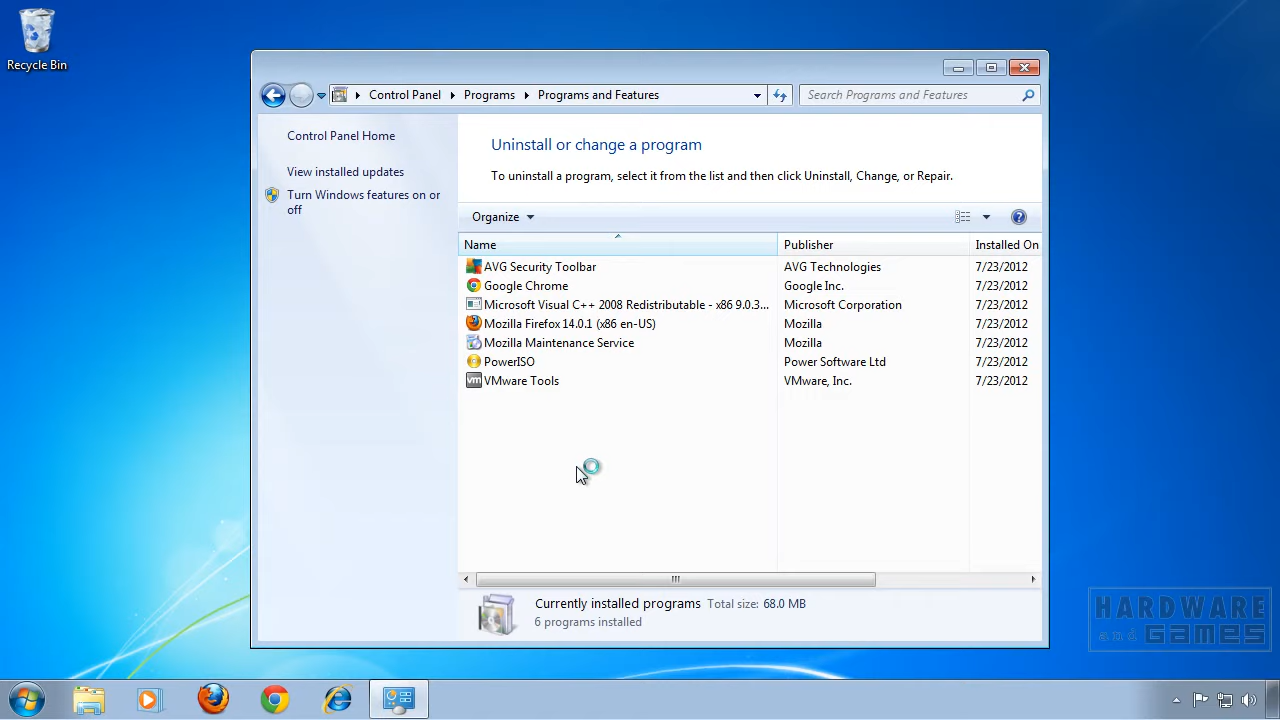 Recycle Bin
Control Panel
Programs
Programs and Features
Search Programs and Features
Control Panel Home
View installed updates
Turn Windows features on or
off
Uninstall or change a program
To uninstall a program, select it from the list and then click Uninstall, Change, or Repair.
Organize
Name Publisher Installed On
AVG Security Toolbar AVG Technologies 7/23/2012
Google Chrome Google Inc. 7/23/2012
Microsoft Visual C++ 2008 Redistributable - x86 9.0.3... Microsoft Corporation 7/23/2012
Mozilla Firefox 14.0.1 (x86 en-US) Mozilla 7/23/2012
Mozilla Maintenance Service Mozilla 7/23/2012
PowerISO Power Software Ltd 7/23/2012
vm VMware Tools VMware, Inc. 7/23/2012
Currently installed programs Total size: 68.0 MB
6 programs installed
HARDWARE
and GAMES